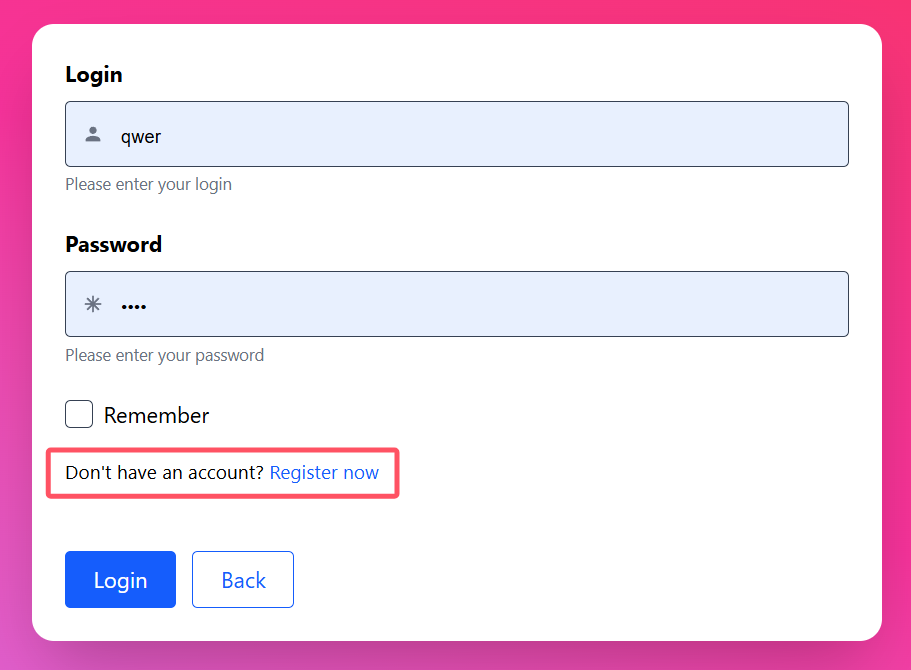 Login
qwer
Please enter your login
Password
••••
Please enter your password
Remember
Don't have an account? Register now
Login Back